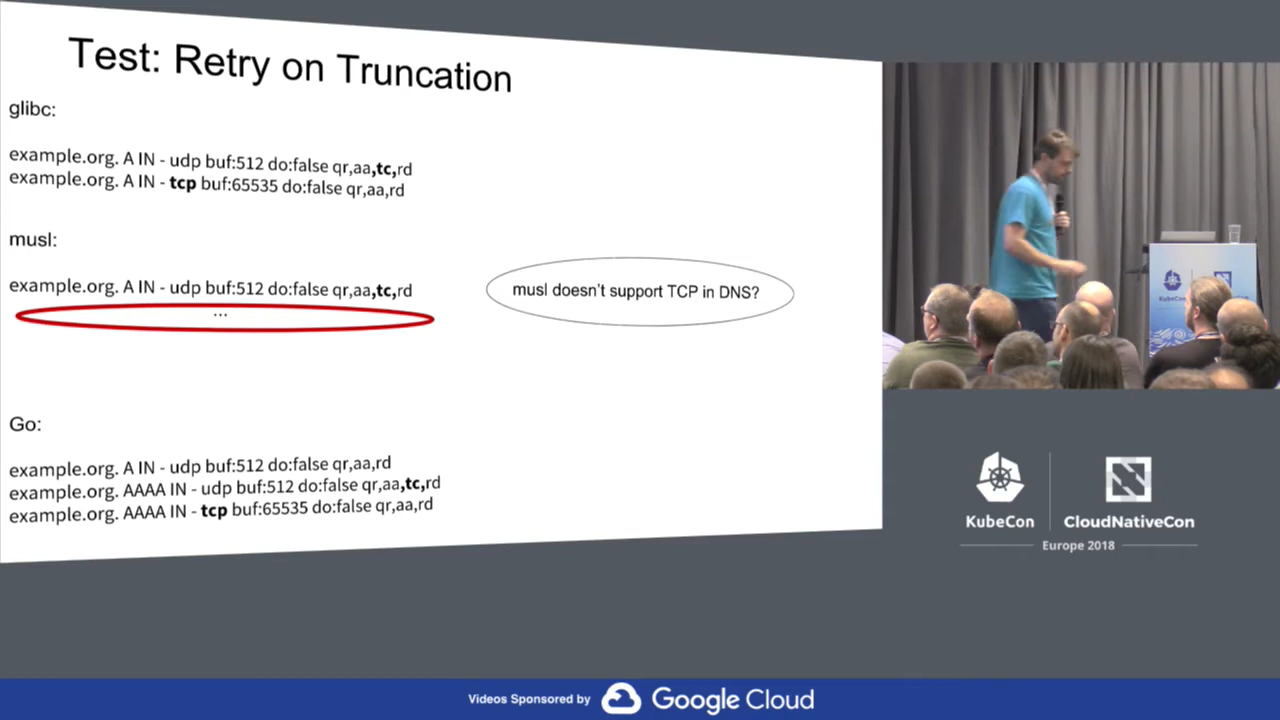 Test: Retry on Truncation
glibc:
example.org. A IN - udp buf:512 do:false qr,aa,tc,rd
example.org. A IN - tcp buf:65535 do:false qr,aa,rd
musl:
example.org. A IN - udp buf:512 do:false qr,aa,tc,rd
...
musl doesn't support TCP in DNS?
Go:
example.org. A IN - udp buf:512 do:false qr,aa,rd
example.org. AAAA IN - udp buf:512 do:false qr,aa,tc,rd
example.org. AAAA IN - tcp buf:65535 do:false qr,aa,rd
KubeCon
KubeCon
CloudNativeCon
Europe 2018
Videos Sponsored by Google Cloud